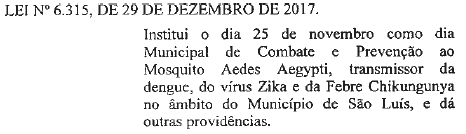 LEI Nº 6.315, DE 29 DE DEZEMBRO DE 2017.
Institui o dia 25 de novembro como dia
Municipal de Combate e Prevenção ao
Mosquito Aedes Aegypti, transmissor da
dengue, do vírus Zika e da Febre Chikungunya
no âmbito do Município de São Luís, e dá
outras providências.